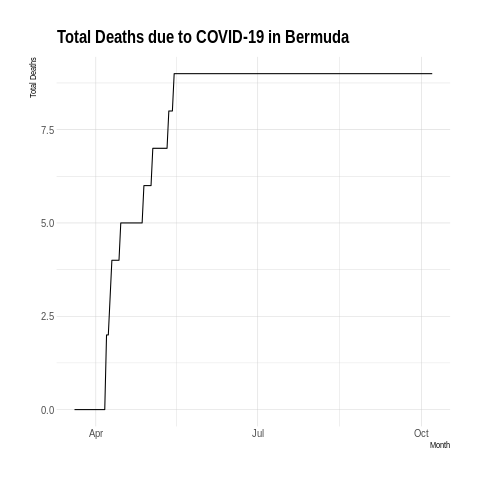 Total Deaths due to COVID-19 in Bermuda
Total Deaths
7.5
5.0
2.5
0.0
Apr Jul Oct
Month